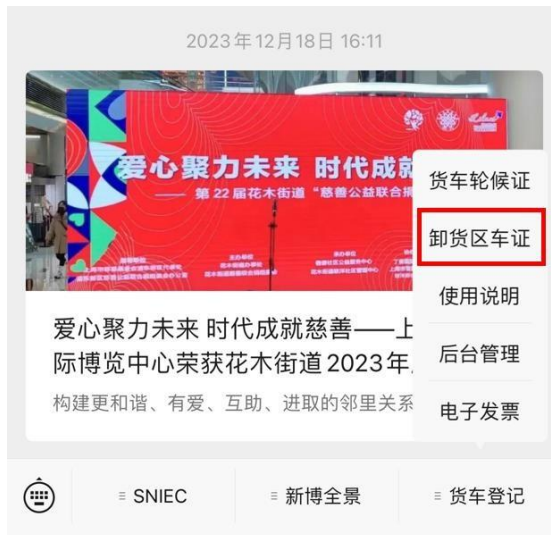 2023年12月18日 16:11
爱心聚力未来 时代成就
—— 第22届花木街道“慈善公益联合捐
货车轮候证
卸货区车证
使用说明
后台管理
电子发票
爱心聚力未来 时代成就慈善——上
际博览中心荣获花木街道2023年
构建更和谐、有爱、互助、进取的邻里关系
SNIEC
新博全景
货车登记